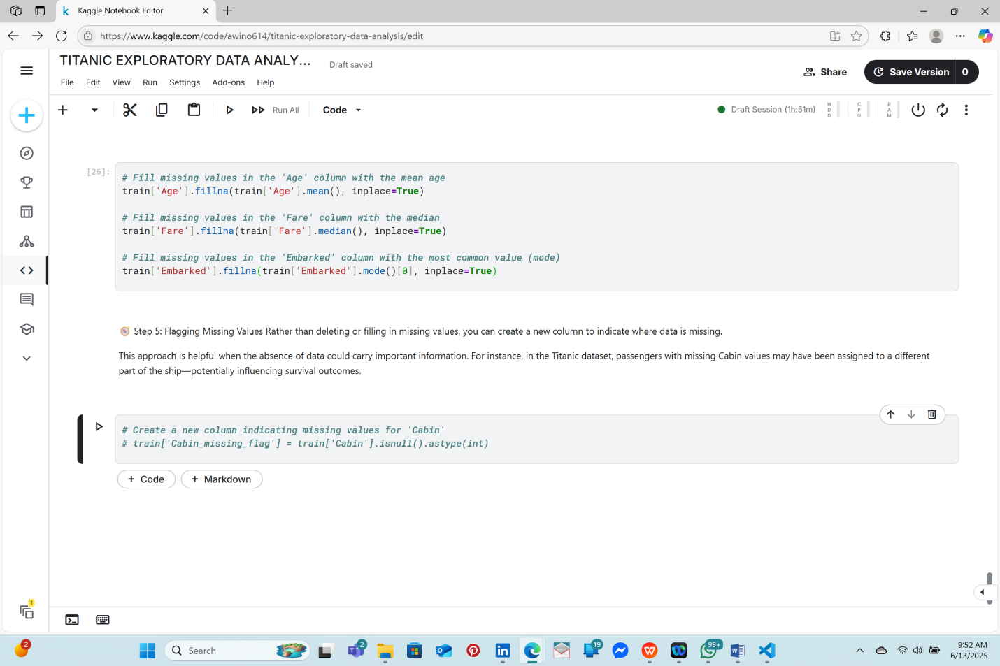 Kaggle Notebook Editor
https://www.kaggle.com/code/awino614/titanic-exploratory-data-analysis/edit
TITANIC EXPLORATORY DATA ANALY...
Draft saved
Share
Save Version
0
File Edit View Run Settings Add-ons Help
Run All
Code
Draft Session (1h:51m)
HDD
CPU
RAM
[26]:
# Fill missing values in the 'Age' column with the mean age
train['Age'].fillna(train['Age'].mean(), inplace=True)
# Fill missing values in the 'Fare' column with the median
train['Fare'].fillna(train['Fare'].median(), inplace=True)
# Fill missing values in the 'Embarked' column with the most common value (mode)
train['Embarked'].fillna(train['Embarked'].mode()[0], inplace=True)
Step 5: Flagging Missing Values Rather than deleting or filling in missing values, you can create a new column to indicate where data is missing.
This approach is helpful when the absence of data could carry important information. For instance, in the Titanic dataset, passengers with missing Cabin values may have been assigned to a different
part of the ship—potentially influencing survival outcomes.
# Create a new column indicating missing values for 'Cabin'
# train['Cabin_missing_flag'] = train['Cabin'].isnull().astype(int)
+ Code
+ Markdown
1
2
Search
2
19
99+
9:52 AM
6/13/2025